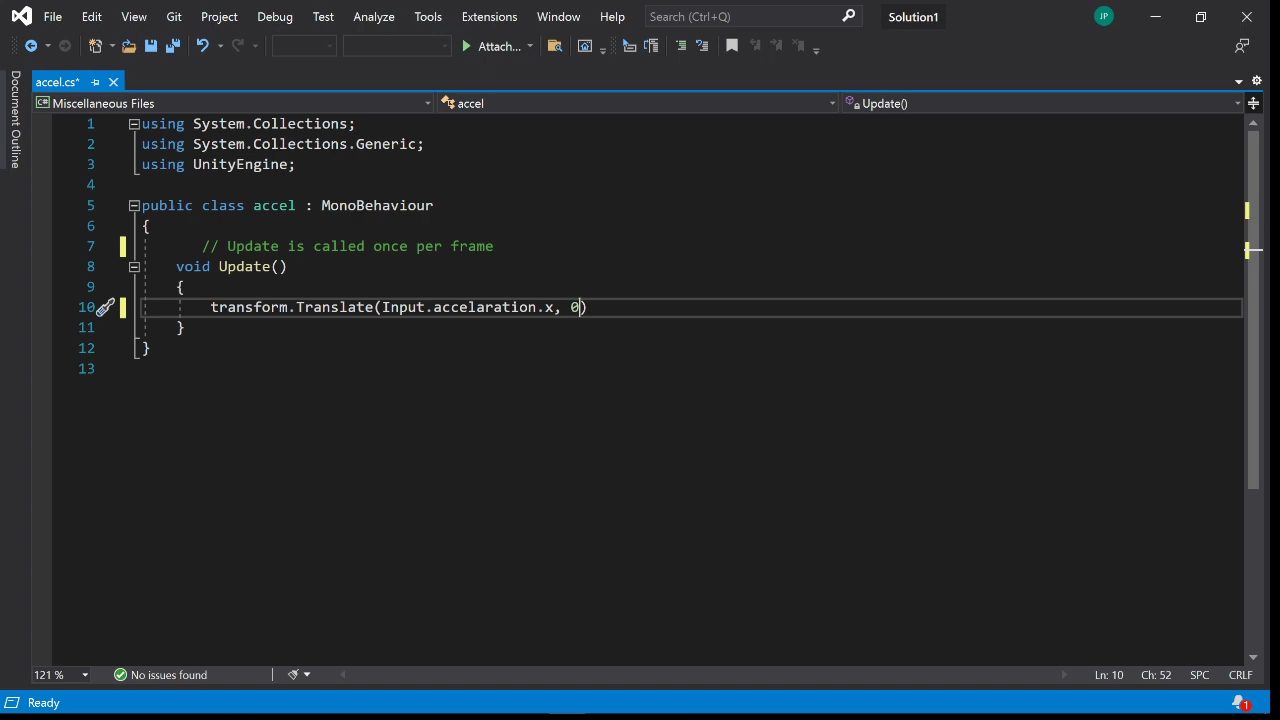 File Edit View Git Project Debug Test Analyze Tools Extensions Window Help Search (Ctrl+Q) Solution1 JP
Attach...
accel.cs*
Document Outline
Miscellaneous Files accel Update()
1 using System.Collections;
2 using System.Collections.Generic;
3 using UnityEngine;
4
5 public class accel : MonoBehaviour
6 {
7 // Update is called once per frame
8 void Update()
9 {
10 transform.Translate(Input.accelaration.x, 0)
11 }
12 }
13
121 % No issues found Ln: 10 Ch: 52 SPC CRLF
Ready 1